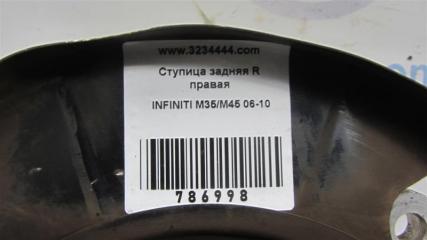 www.3234444.com
Ступица задняя R
правая
INFINITI M35/M45 06-10
786998